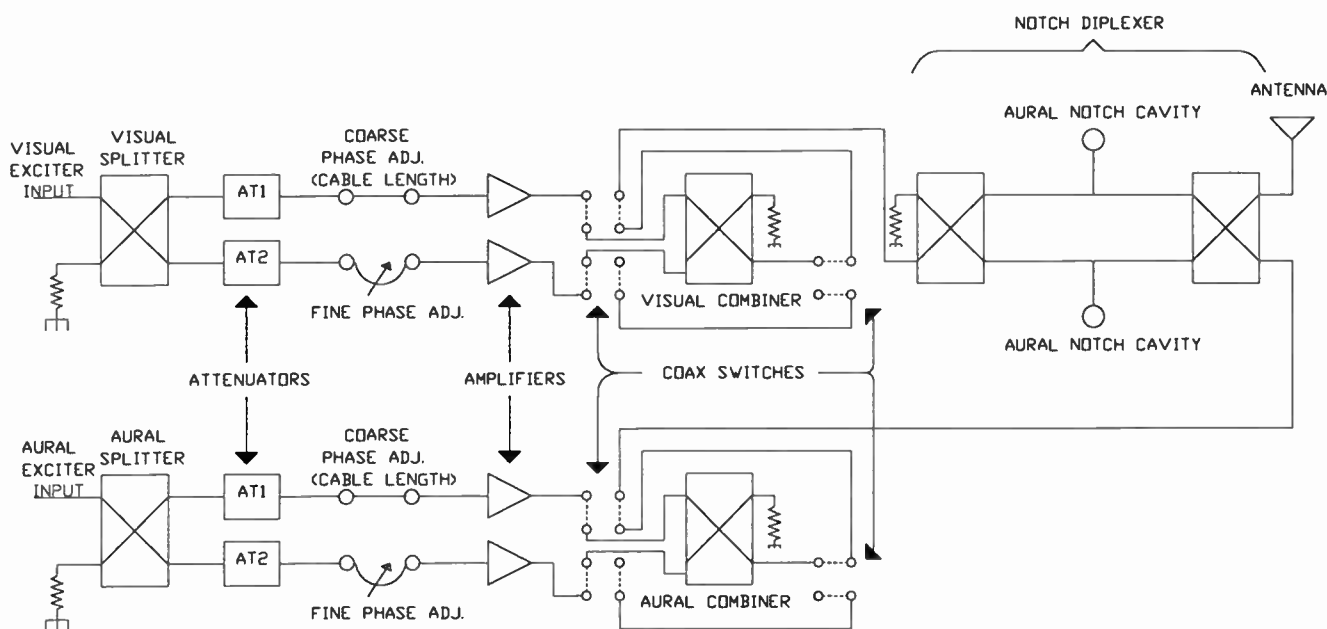 NOTCH DIPLEXER
ANTENNA
AURAL NOTCH CAVITY
VISUAL
EXCITER
INPUT
VISUAL
SPLITTER
COARSE
PHASE ADJ.
(CABLE LENGTH)
AT1
AT2
FINE PHASE ADJ.
VISUAL COMBINER
AURAL NOTCH CAVITY
ATTENUATORS
AMPLIFIERS
COAX SWITCHES
AURAL
EXCITER
INPUT
AURAL
SPLITTER
COARSE
PHASE ADJ.
(CABLE LENGTH)
AT1
AT2
FINE PHASE ADJ.
AURAL COMBINER